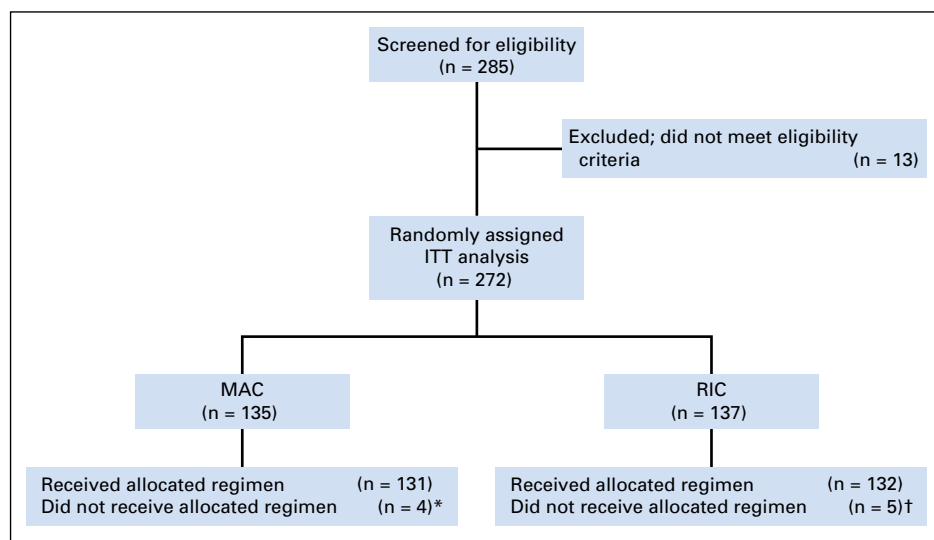 Screened for eligibility
(n = 285)
Excluded; did not meet eligibility
criteria (n = 13)
Randomly assigned
ITT analysis
(n = 272)
MAC
(n = 135)
RIC
(n = 137)
Received allocated regimen (n = 131)
Did not receive allocated regimen (n = 4)*
Received allocated regimen (n = 132)
Did not receive allocated regimen (n = 5)†